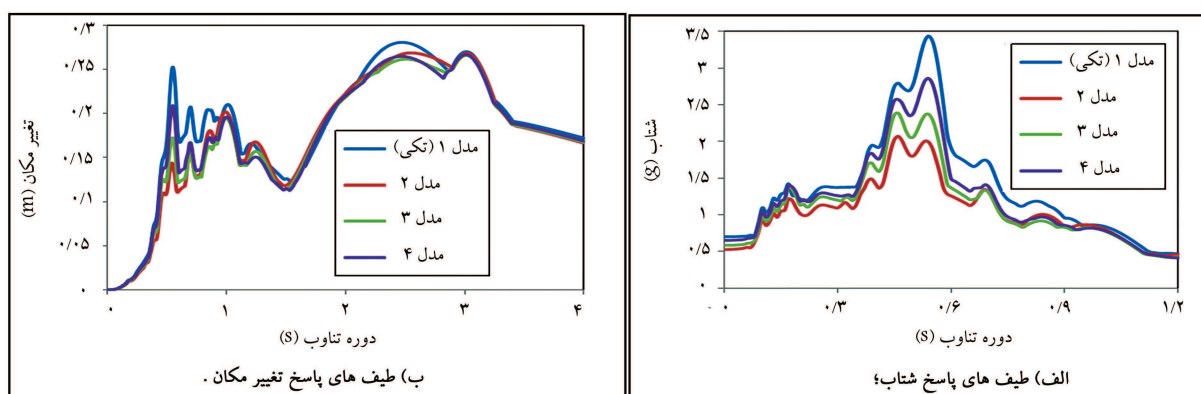 ۳/۵
۳
۲/۵
۲
۱/۵
۱
۰/۵
۰
شتاب (g)
مدل ۱ (تکی)
مدل ۲
مدل ۳
مدل ۴
۰ ۰/۳ ۰/۶ ۰/۹ ۱/۲
دوره تناوب (s)
الف) طیف های پاسخ شتاب؛
۰/۳
۰/۲۵
۰/۲
۰/۱۵
۰/۱
۰/۰۵
۰
تغییر مکان (m)
مدل ۱ (تکی)
مدل ۲
مدل ۳
مدل ۴
۰ ۱ ۲ ۳ ۴
دوره تناوب (s)
ب) طیف های پاسخ تغییر مکان .